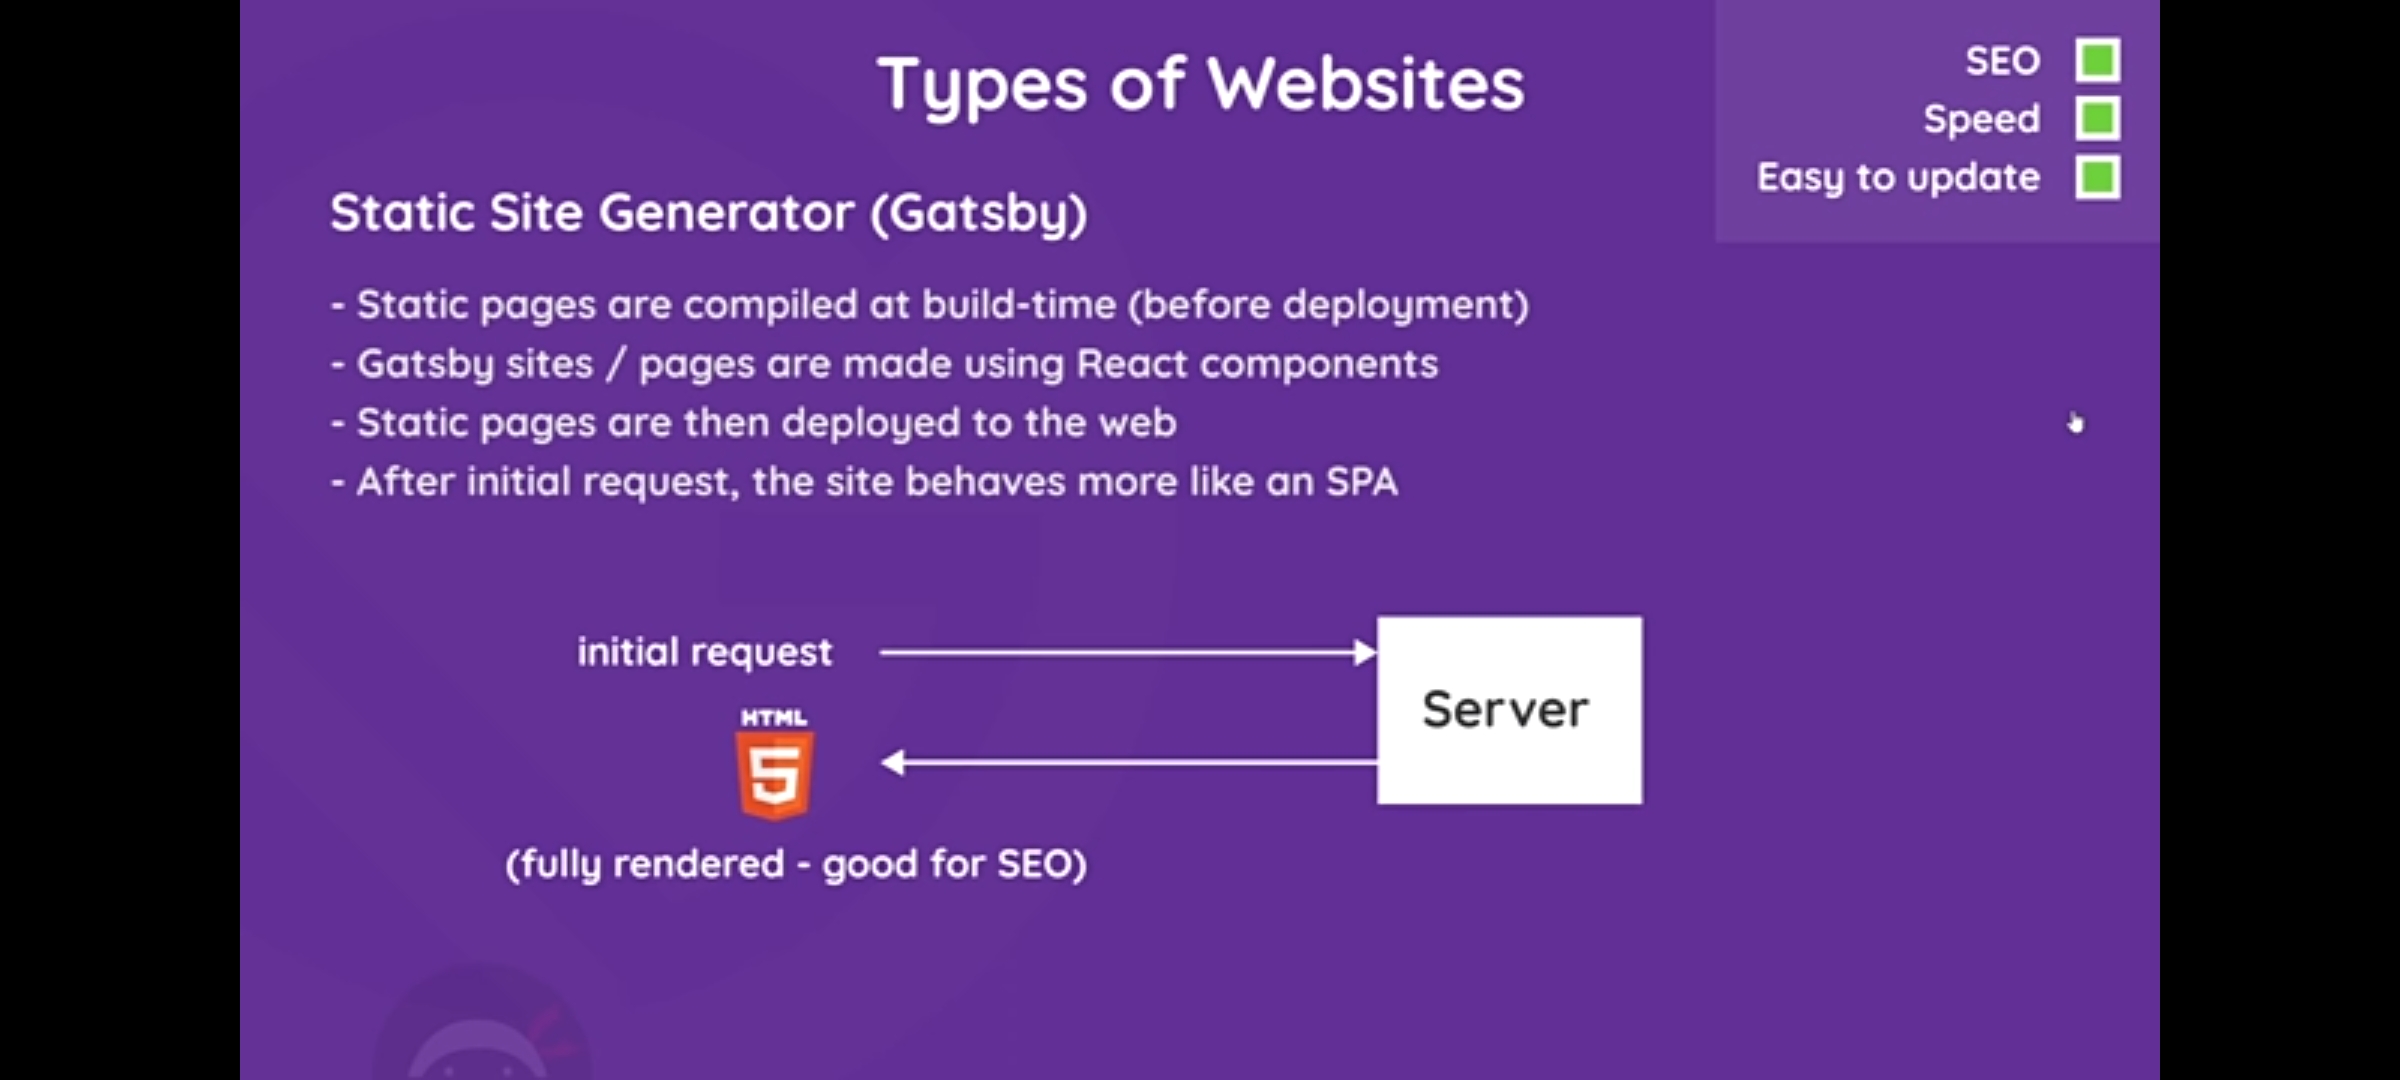 Types of Websites
SEO
Speed
Easy to update
Static Site Generator (Gatsby)
- Static pages are compiled at build-time (before deployment)
- Gatsby sites / pages are made using React components
- Static pages are then deployed to the web
- After initial request, the site behaves more like an SPA
initial request
HTML
5
Server
(fully rendered - good for SEO)